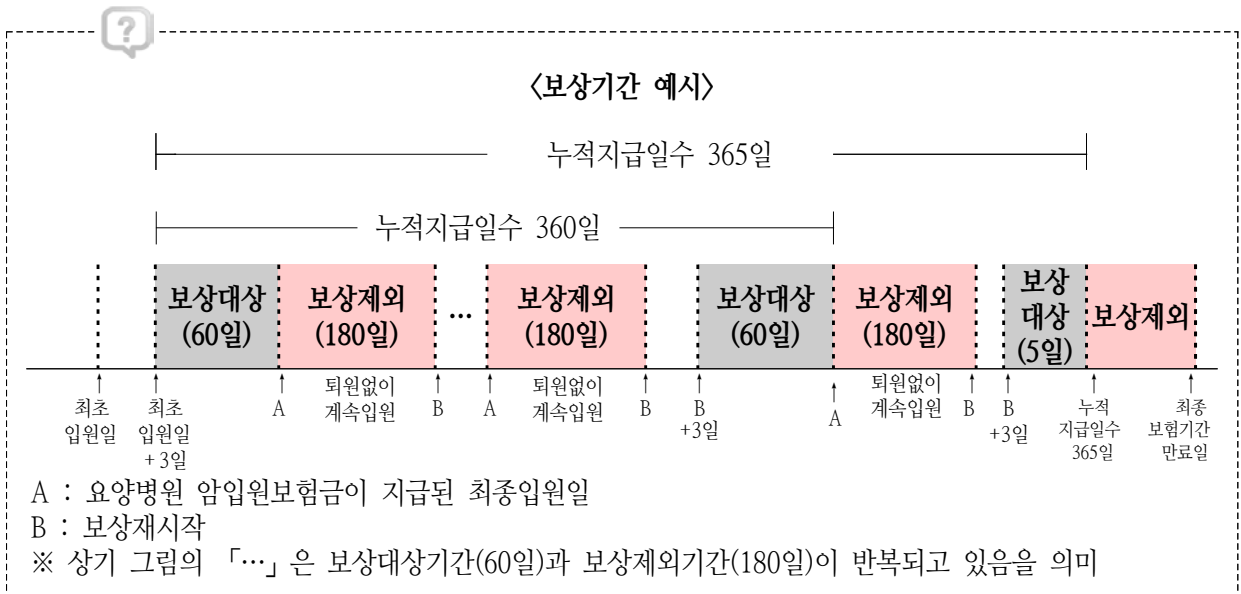 ?
〈보상기간 예시〉
누적지급일수 365일
누적지급일수 360일
보상대상
(60일)
보상제외
(180일)
…
보상제외
(180일)
보상대상
(60일)
보상제외
(180일)
보상
대상
(5일)
보상제외
최초
입원일
최초
입원일
+3일
A
퇴원없이
계속입원
B
A
퇴원없이
계속입원
B
B
+3일
A
퇴원없이
계속입원
B
B
+3일
누적
지급일수
365일
최종
보험기간
만료일
A : 요양병원 암입원보험금이 지급된 최종입원일
B : 보상재시작
※ 상기 그림의 「…」은 보상대상기간(60일)과 보상제외기간(180일)이 반복되고 있음을 의미